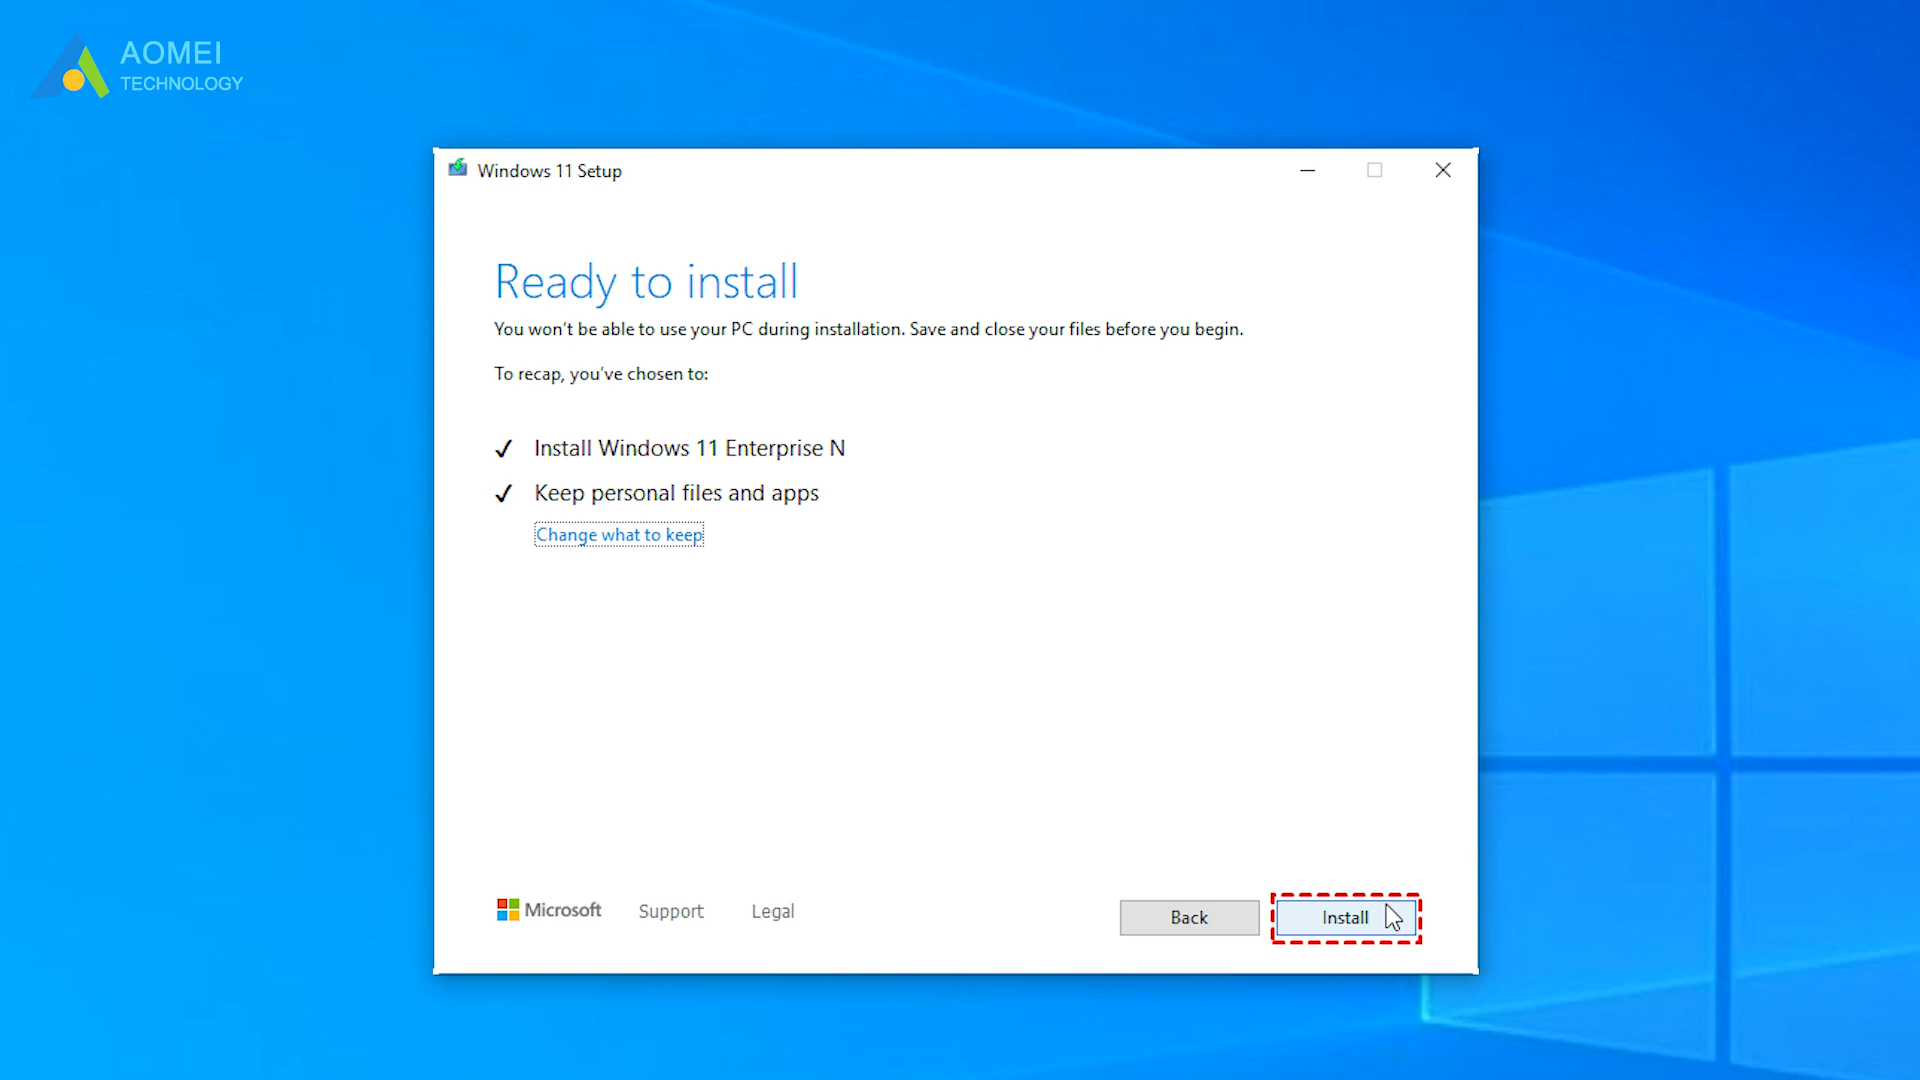 AOMEI
TECHNOLOGY
Windows 11 Setup
Ready to install
You won't be able to use your PC during installation. Save and close your files before you begin.
To recap, you've chosen to:
✓ Install Windows 11 Enterprise N
✓ Keep personal files and apps
Change what to keep
Microsoft Support Legal
Back Install